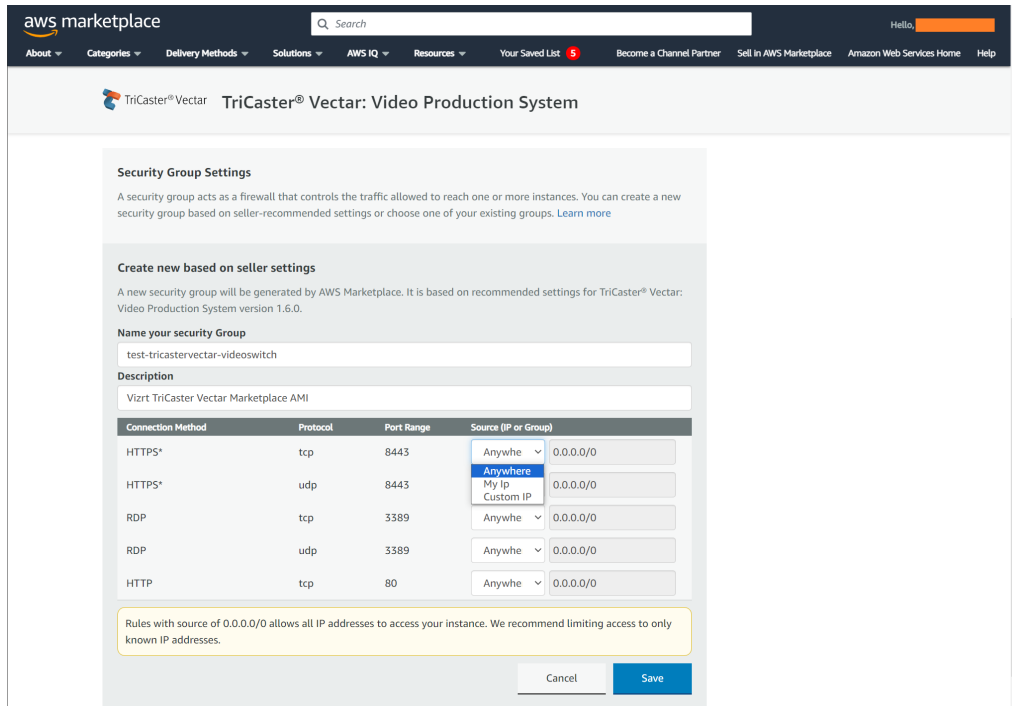 aws marketplace
Search
Hello,
About
Categories
Delivery Methods
Solutions
AWS IQ
Resources
Your Saved List 5
Become a Channel Partner
Sell in AWS Marketplace
Amazon Web Services Home
Help
TriCaster® Vectar
TriCaster® Vectar: Video Production System
Security Group Settings
A security group acts as a firewall that controls the traffic allowed to reach one or more instances. You can create a new
security group based on seller-recommended settings or choose one of your existing groups. Learn more
Create new based on seller settings
A new security group will be generated by AWS Marketplace. It is based on recommended settings for TriCaster® Vectar:
Video Production System version 1.6.0.
Name your security Group
test-tricastervectar-videoswitch
Description
Vizrt TriCaster Vectar Marketplace AMI
Connection Method Protocol Port Range Source (IP or Group)
HTTPS* tcp 8443 Anywhe 0.0.0.0/0
Anywhere
My Ip
Custom IP
HTTPS* udp 8443 0.0.0.0/0
RDP tcp 3389 Anywhe 0.0.0.0/0
RDP udp 3389 Anywhe 0.0.0.0/0
HTTP tcp 80 Anywhe 0.0.0.0/0
Rules with source of 0.0.0.0/0 allows all IP addresses to access your instance. We recommend limiting access to only
known IP addresses.
Cancel
Save